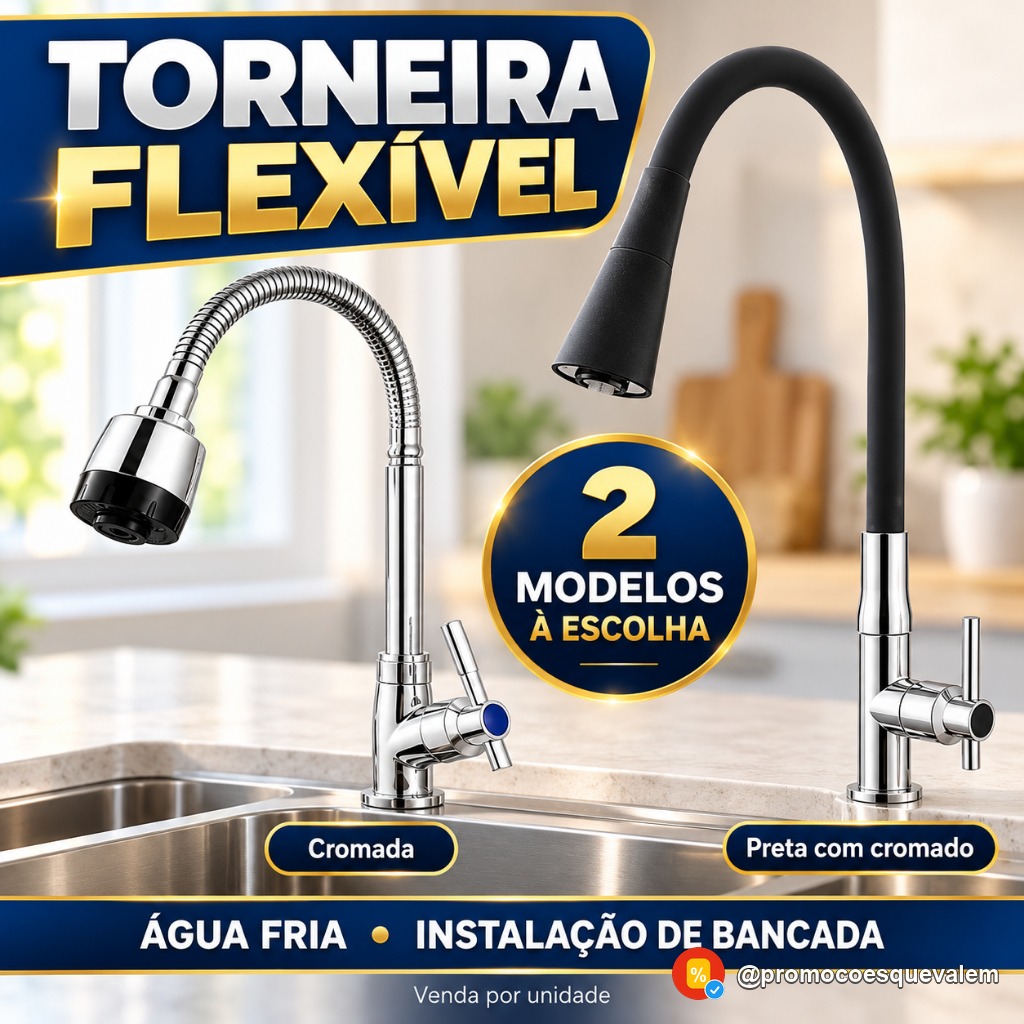 TORNEIRA
FLEXÍVEL
2
MODELOS
À ESCOLHA
Cromada
Preta com cromado
ÁGUA FRIA • INSTALAÇÃO DE BANCADA
%
@promocoesquevalem
Venda por unidade